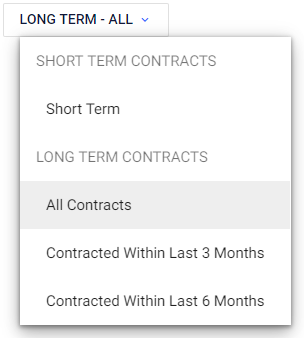 LONG TERM - ALL
SHORT TERM CONTRACTS
Short Term
LONG TERM CONTRACTS
All Contracts
Contracted Within Last 3 Months
Contracted Within Last 6 Months